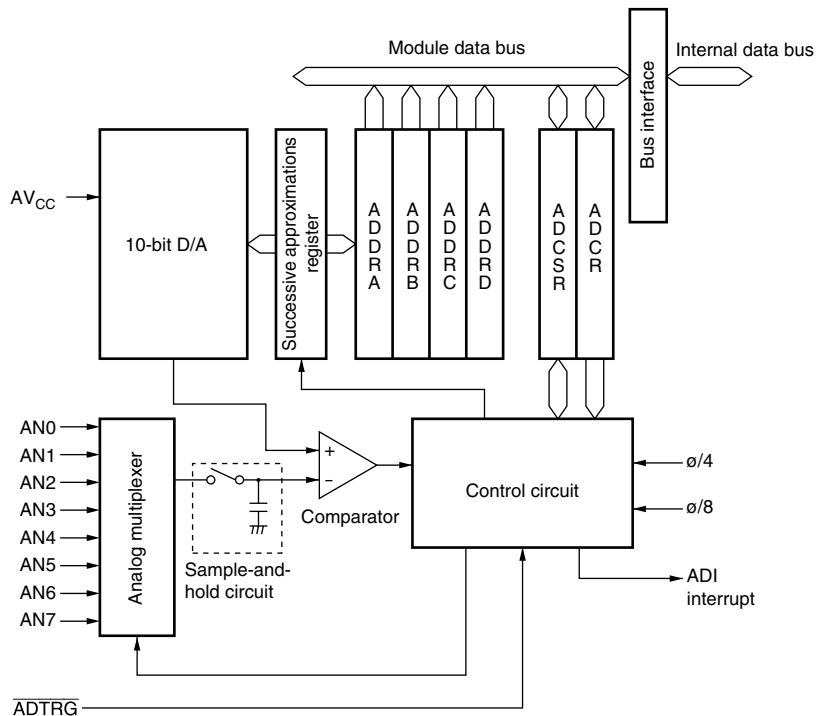 Module data bus
Internal data bus
Bus interface
AVCC
10-bit D/A
Successive approximations
register
ADDRA
ADDRB
ADDRC
ADDRD
ADCSR
ADCR
AN0
AN1
AN2
AN3
AN4
AN5
AN6
AN7
Analog multiplexer
+
−
Comparator
Sample-and-
hold circuit
Control circuit
ø/4
ø/8
ADI
interrupt
ADTRG